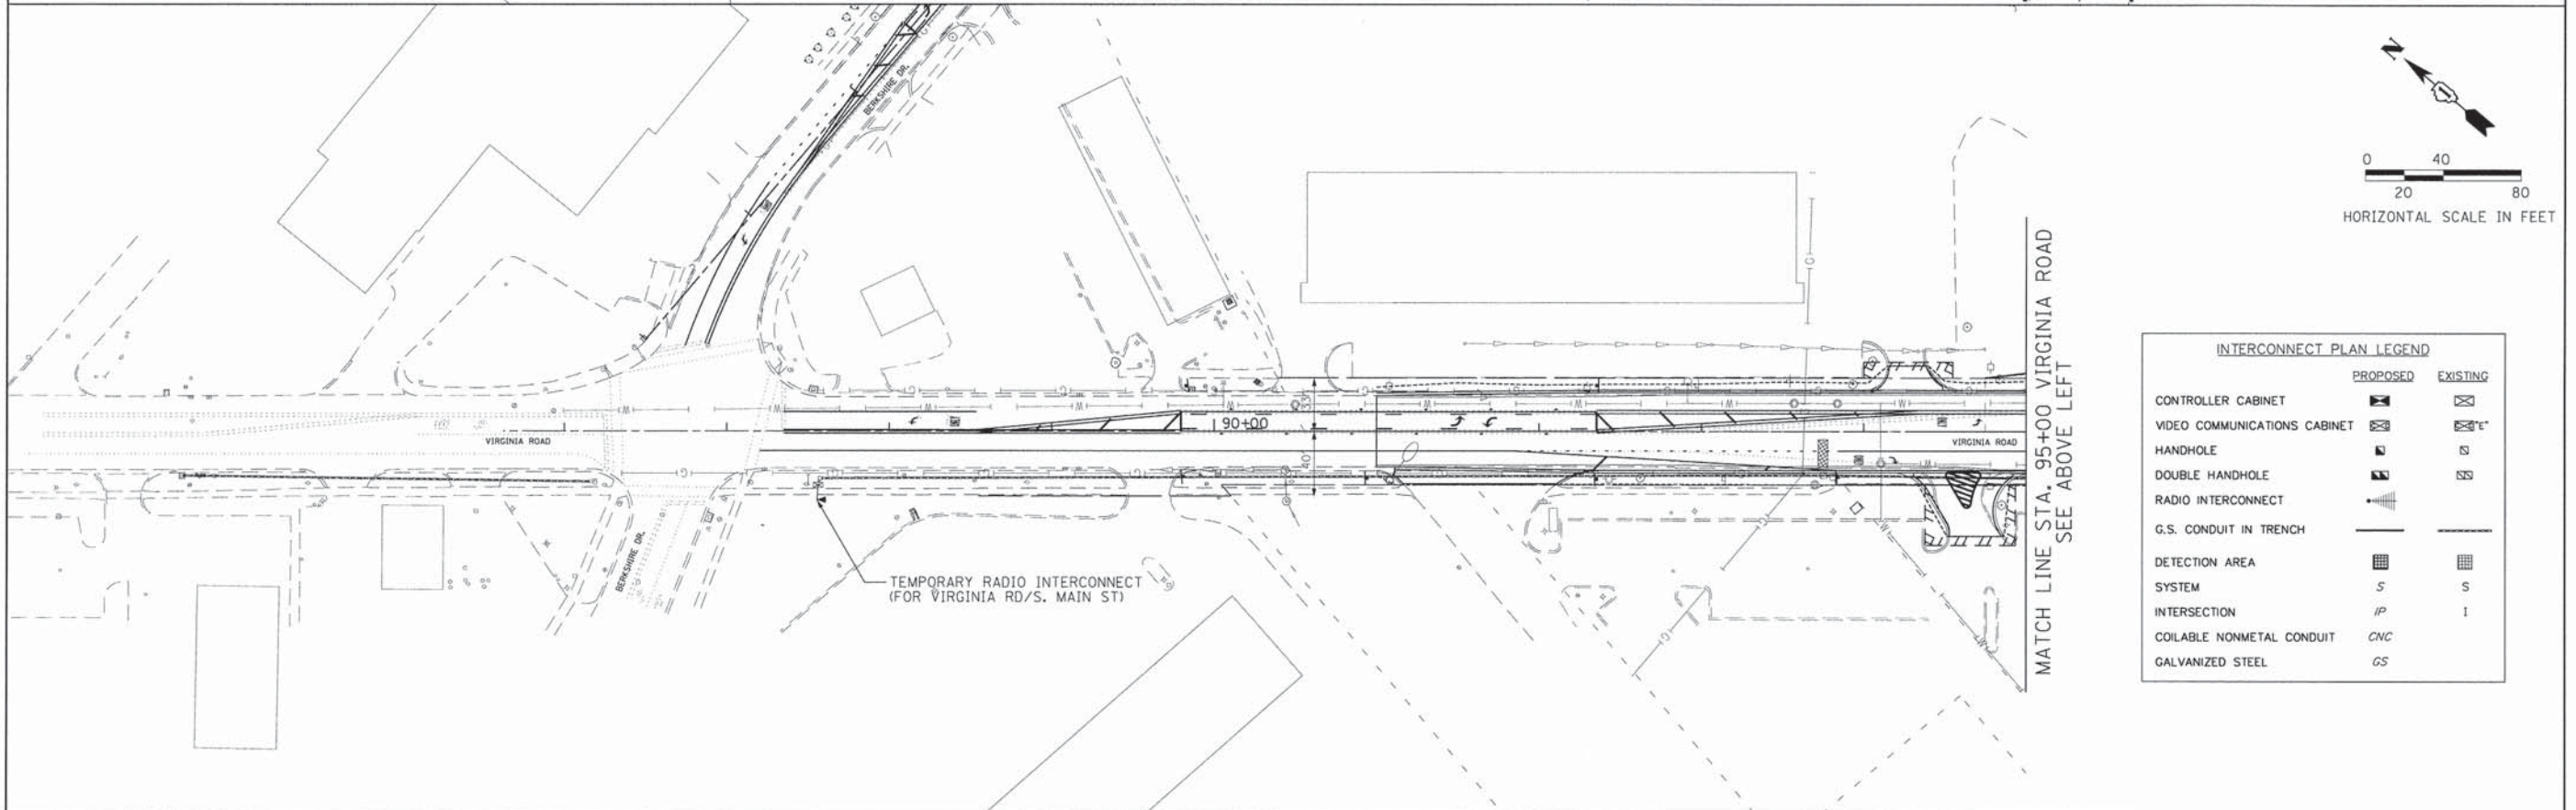 BERKSHIRE DR.
N
0 40
20 80
HORIZONTAL SCALE IN FEET
MATCH LINE STA. 95+00 VIRGINIA ROAD
SEE ABOVE LEFT
VIRGINIA ROAD
90+00
33'
40'
VIRGINIA ROAD
BERKSHIRE DR.
TEMPORARY RADIO INTERCONNECT
(FOR VIRGINIA RD/S. MAIN ST)
INTERCONNECT PLAN LEGEND
PROPOSED EXISTING
CONTROLLER CABINET
VIDEO COMMUNICATIONS CABINET "E"
HANDHOLE
DOUBLE HANDHOLE
RADIO INTERCONNECT
G.S. CONDUIT IN TRENCH
DETECTION AREA
SYSTEM S S
INTERSECTION IP I
COILABLE NONMETAL CONDUIT CNC
GALVANIZED STEEL GS